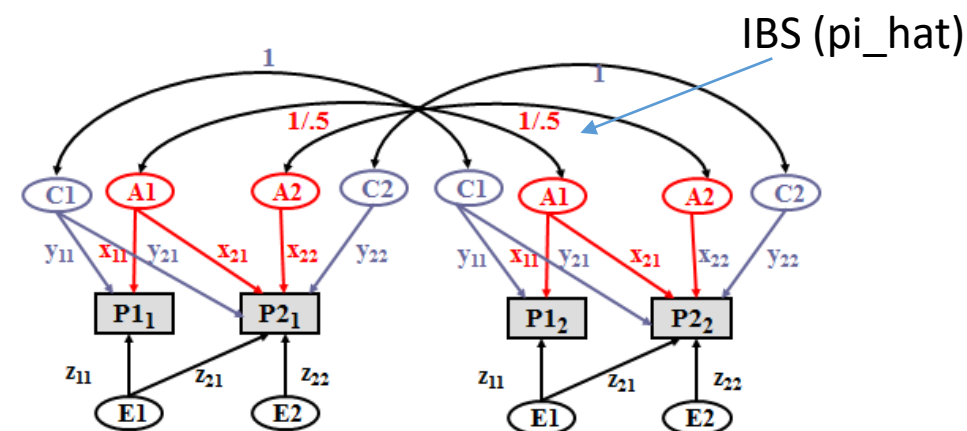 IBS (pi_hat)
1 1
1/.5 1/.5
C1 A1 A2 C2 C1 A1 A2 C2
y₁₁ x₁₁ y₂₁ x₂₁ x₂₂ y₂₂ y₁₁ x₁₁ y₂₁ x₂₁ x₂₂ y₂₂
P1₁ P2₁ P1₂ P2₂
z₁₁ z₂₁ z₂₂ z₁₁ z₂₁ z₂₂
E1 E2 E1 E2